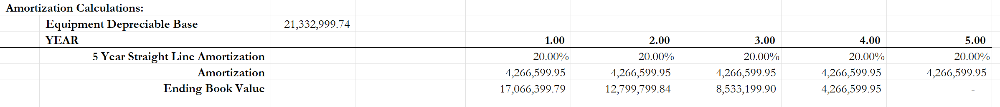 Amortization Calculations:
Equipment Depreciable Base 21,332,999.74
YEAR 1.00 2.00 3.00 4.00 5.00
5 Year Straight Line Amortization 20.00% 20.00% 20.00% 20.00% 20.00%
Amortization 4,266,599.95 4,266,599.95 4,266,599.95 4,266,599.95 4,266,599.95
Ending Book Value 17,066,399.79 12,799,799.84 8,533,199.90 4,266,599.95 -